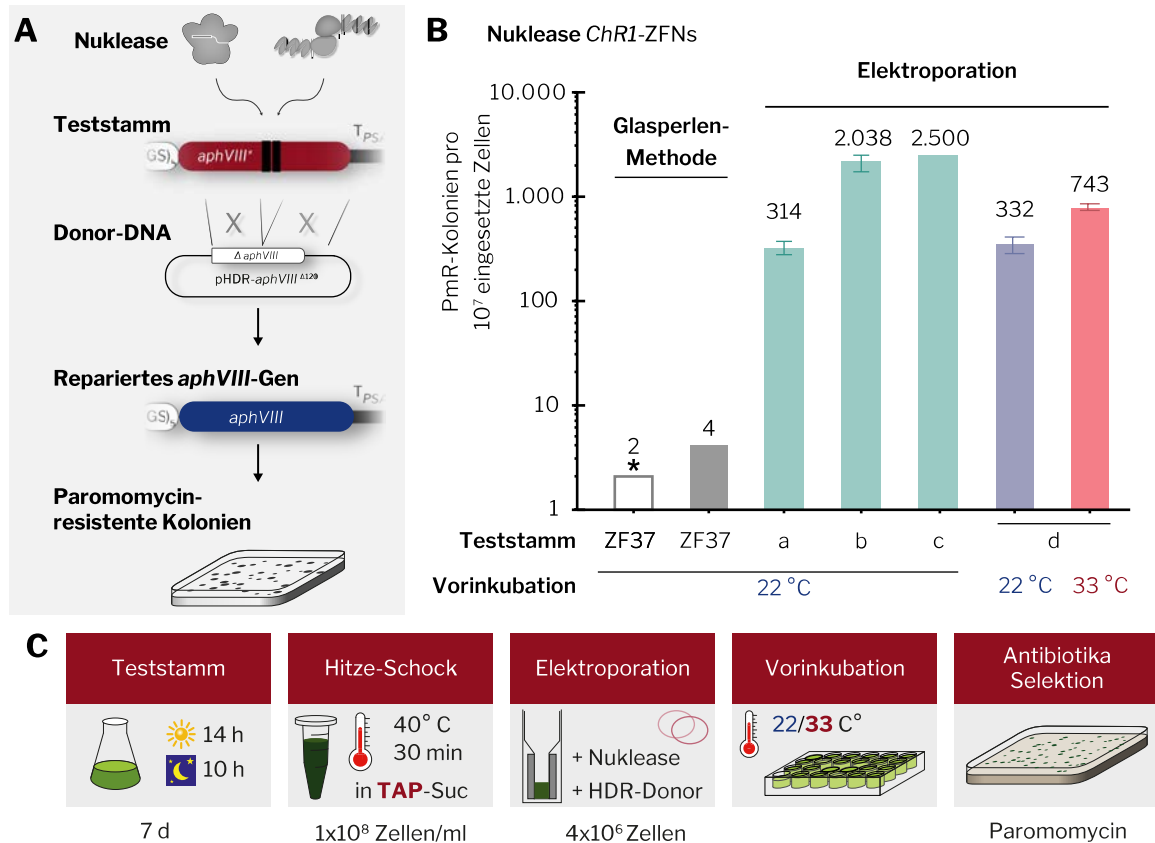 A
Nuklease
Teststamm
T PS
GS)
aphVIII*
X X
Donor-DNA
Δ aphVIII
pHDR-aphVIII Δ120
Repariertes aphVIII-Gen
T PS
GS)
aphVIII
Paromomycin-
resistente Kolonien
B
Nuklease ChR1-ZFNs
Elektroporation
Glasperlen-
Methode
PmR-Kolonien pro
10⁷ eingesetzte Zellen
10.000
1.000
100
10
1
2
*
4
314
2.038
2.500
332
743
Teststamm ZF37 ZF37 a b c d
Vorinkubation 22 °C 22 °C 33 °C
C
Teststamm
14 h
10 h
7 d
Hitze-Schock
40° C
30 min
in TAP-Suc
1x10⁸ Zellen/ml
Elektroporation
+ Nuklease
+ HDR-Donor
4x10⁶ Zellen
Vorinkubation
22/33 C°
Antibiotika
Selektion
Paromomycin